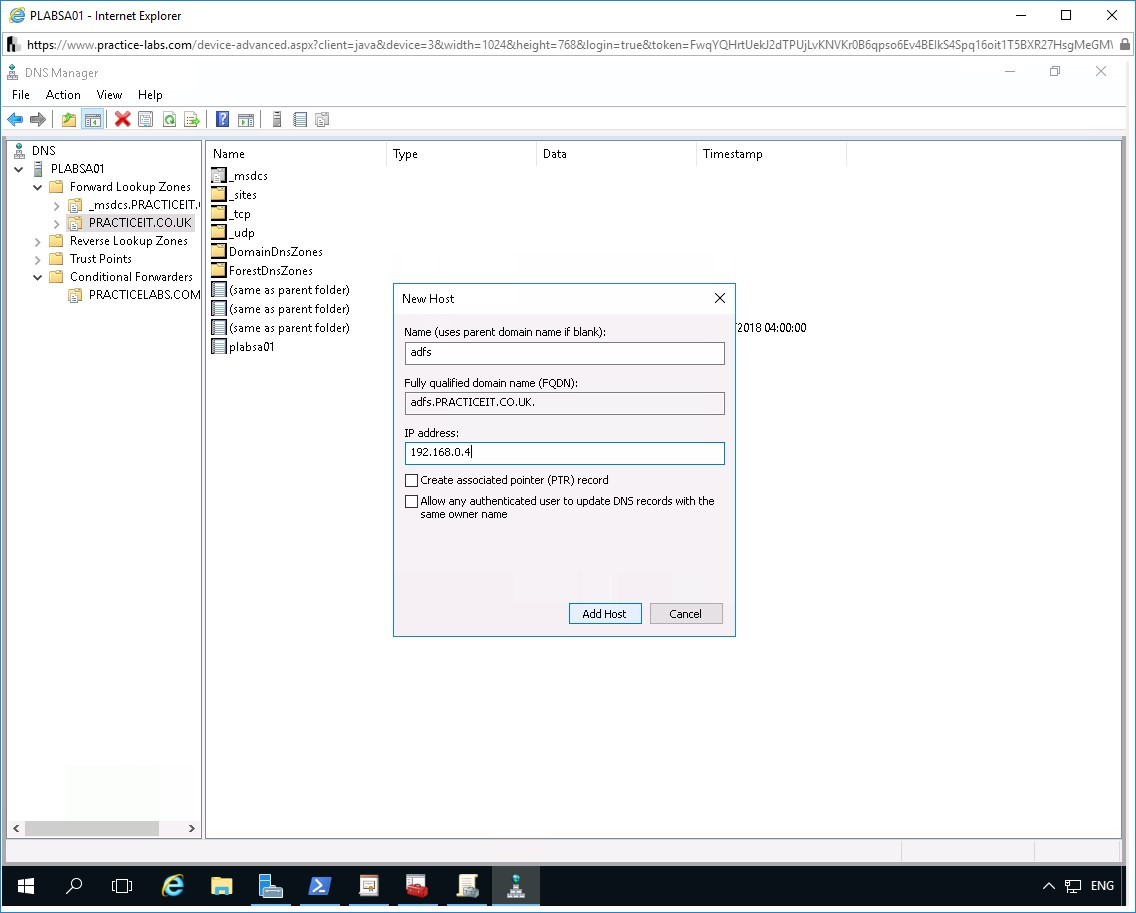 PLABSA01 - Internet Explorer
https://www.practice-labs.com/device-advanced.aspx?client=java&device=3&width=1024&height=768&login=true&token=
DNS Manager
File Action View Help
DNS
PLABSA01
Forward Lookup Zones
_msdcs.PRACTICEIT.
PRACTICEIT.CO.UK
Reverse Lookup Zones
Trust Points
Conditional Forwarders
PRACTICELABS.COM
Name Type Data Timestamp
_msdcs
_sites
_tcp
_udp
DomainDnsZones
ForestDnsZones
(same as parent folder)
(same as parent folder)
(same as parent folder) /2018 04:00:00
plabsa01
New Host
Name (uses parent domain name if blank):
adfs
Fully qualified domain name (FQDN):
adfs.PRACTICEIT.CO.UK.
IP address:
192.168.0.4
Create associated pointer (PTR) record
Allow any authenticated user to update DNS records with the
same owner name
Add Host Cancel
ENG